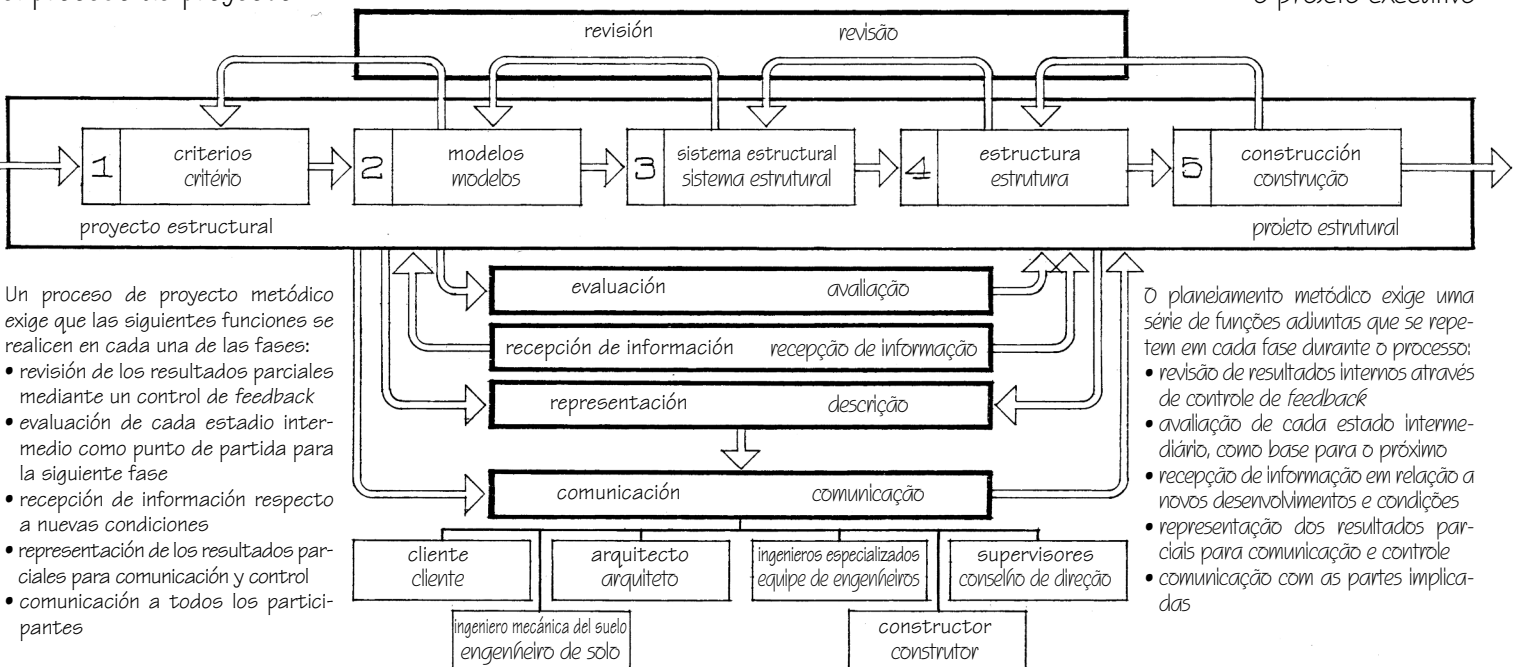 el proceso de proyecto
o projeto executivo
revisión revisão
1 criterios
critério
2 modelos
modelos
3 sistema estructural
sistema estrutural
4 estructura
estrutura
5 construcción
construção
proyecto estructural
projeto estrutural
Un proceso de proyecto metódico
exige que las siguientes funciones se
realicen en cada una de las fases:
• revisión de los resultados parciales
mediante un control de feedback
• evaluación de cada estadio inter-
medio como punto de partida para
la siguiente fase
• recepción de información respecto
a nuevas condiciones
• representación de los resultados par-
ciales para comunicación y control
• comunicación a todos los partici-
pantes
evaluación avaliação
recepción de información recepção de informação
representación descrição
comunicación comunicação
cliente
cliente
arquitecto
arquiteto
ingenieros especializados
equipe de engenheiros
supervisores
conselho de direção
ingeniero mecánica del suelo
engenheiro de solo
constructor
construtor
O planejamento metódico exige uma
série de funções adjuntas que se repe-
tem em cada fase durante o processo:
• revisão de resultados internos através
de controle de feedback
• avaliação de cada estado interme-
diário, como base para o próximo
• recepção de informação em relação a
novos desenvolvimentos e condições
• representação dos resultados par-
ciais para comunicação e controle
• comunicação com as partes implica-
das